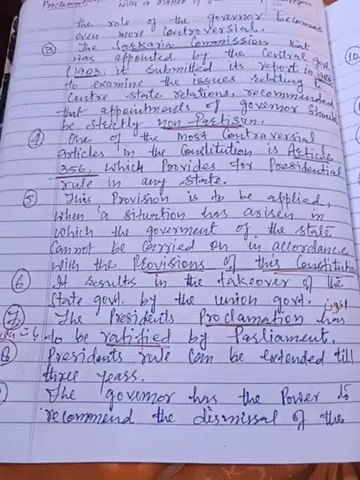 the role of the governor becomes
even more controversial.
3 The Sarkaria Commission that
was appointed by the Central govt
(1983; it submitted its report in 1988)
to examine the issues relating to
Centre state relations, recommended
that appointments of governor should
be strictly non-Partisan.
4 One of the most Contraversial
articles in the Constitution is Article
356, which Provides for Presidential
rule in any state.
5 This Provision is to be applied,
when 'a situation has arisen in
which the goverment of the state
Cannot be Carried on in accordance
with the Provisions of this Constitution
6 It results in the takeover of the
State govt. by the union govt.
7 The Presidents Proclamation has
to be ratified by Parliament.
8 Presidents rule can be extended till
three years.
The governor has the Power to
recommend the dismissal of the